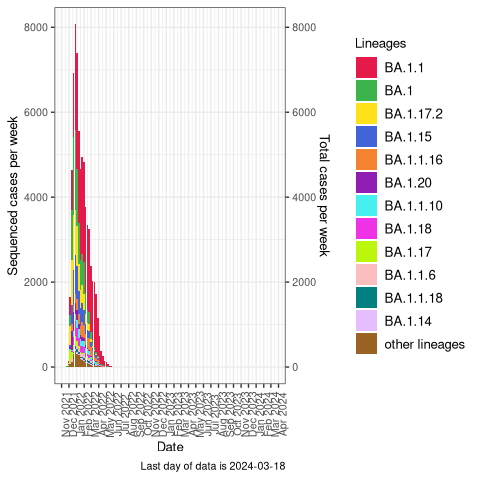 Lineages
BA.1.1
BA.1
BA.1.17.2
BA.1.15
BA.1.1.16
BA.1.20
BA.1.1.10
BA.1.18
BA.1.17
BA.1.1.6
BA.1.1.18
BA.1.14
other lineages
Sequenced cases per week
8000
6000
4000
2000
0
Total cases per week
8000
6000
4000
2000
0
Nov 2021
Dec 2021
Jan 2022
Feb 2022
Mar 2022
Apr 2022
May 2022
Jun 2022
Jul 2022
Aug 2022
Sep 2022
Oct 2022
Nov 2022
Dec 2022
Jan 2023
Feb 2023
Mar 2023
Apr 2023
May 2023
Jun 2023
Jul 2023
Aug 2023
Sep 2023
Oct 2023
Nov 2023
Dec 2023
Jan 2024
Feb 2024
Mar 2024
Apr 2024
Date
Last day of data is 2024-03-18